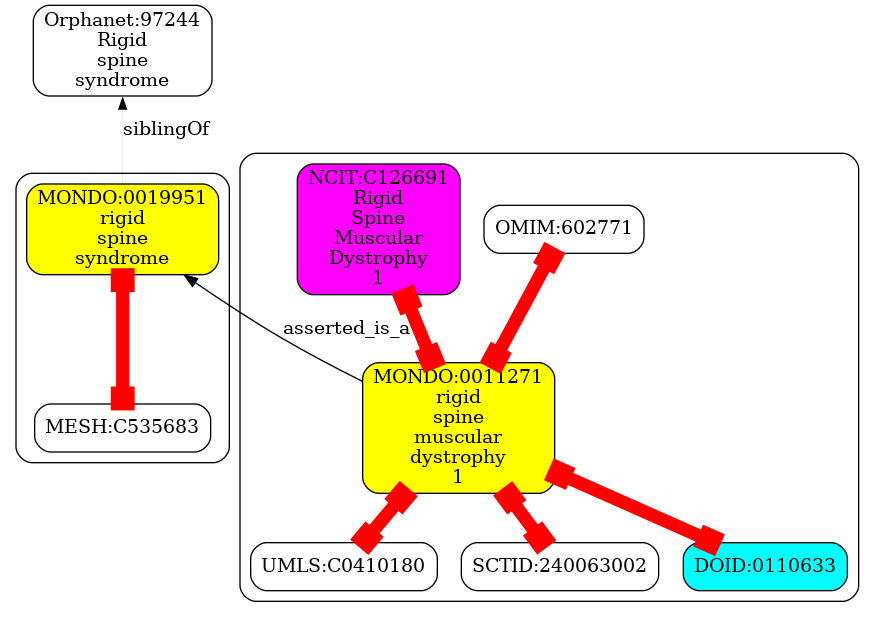 Orphanet:97244
Rigid
spine
syndrome
siblingOf
MONDO:0019951
rigid
spine
syndrome
NCIT:C126691
Rigid
Spine
Muscular
Dystrophy
1
OMIM:602771
asserted_is_a
MONDO:0011271
rigid
spine
muscular
dystrophy
1
MESH:C535683
UMLS:C0410180
SCTID:240063002
DOID:0110633